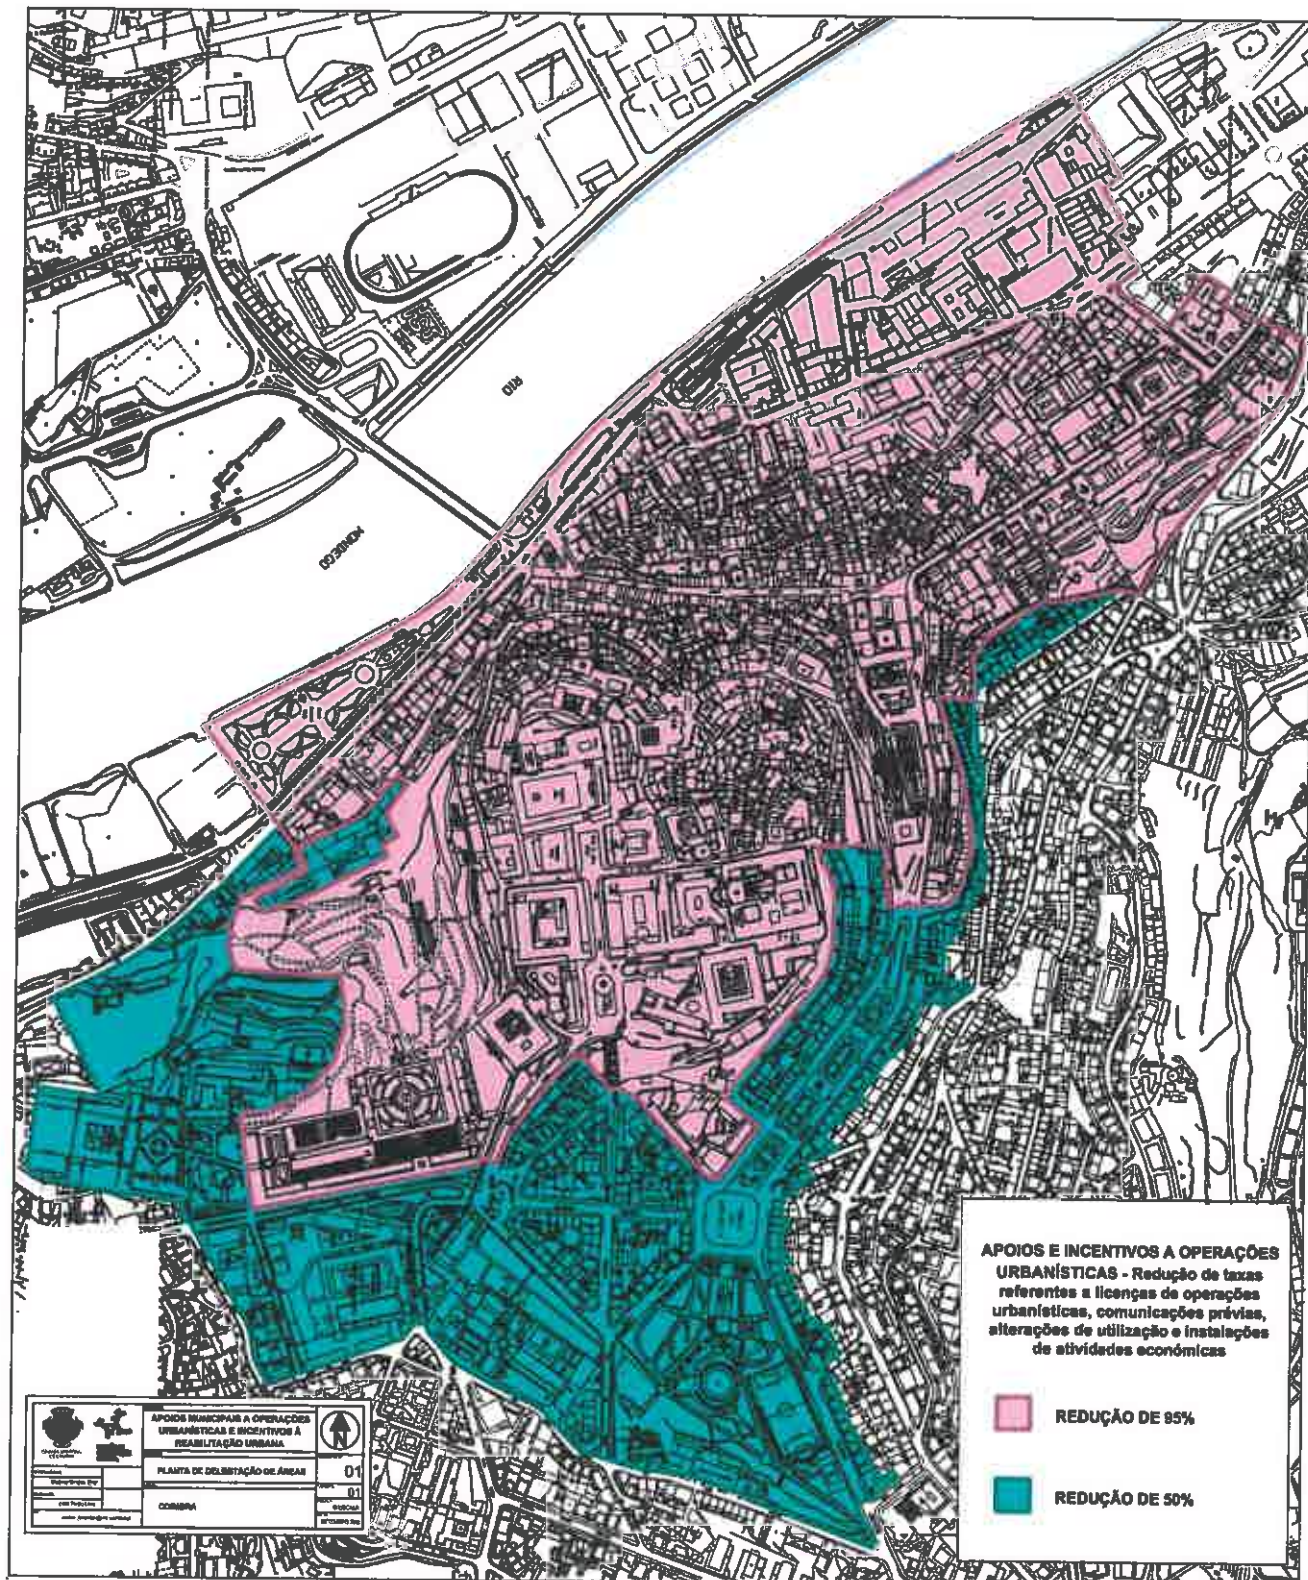 RIO
MONDEGO
H
APOIOS E INCENTIVOS A OPERAÇÕES
URBANÍSTICAS - Redução de taxas
referentes a licenças de operações
urbanísticas, comunicações prévias,
alterações de utilização e instalações
de atividades económicas
REDUÇÃO DE 95%
REDUÇÃO DE 50%
APOIOS MUNICIPAIS A OPERAÇÕES
URBANÍSTICAS E INCENTIVOS À
REABILITAÇÃO URBANA
N
PLANTA DE DELIMITAÇÃO DE ÁREAS
01
01
COIMBRA